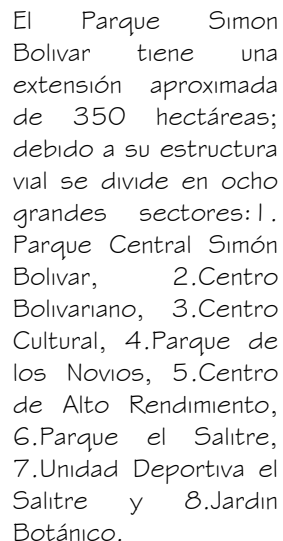 El Parque Simon
Bolivar tiene una
extensión aproximada
de 350 hectáreas;
debido a su estructura
vial se divide en ocho
grandes sectores:1.
Parque Central Simón
Bolivar, 2.Centro
Bolivariano, 3.Centro
Cultural, 4.Parque de
los Novios, 5.Centro
de Alto Rendimiento,
6.Parque el Salitre,
7.Unidad Deportiva el
Salitre y 8.Jardin
Botánico.